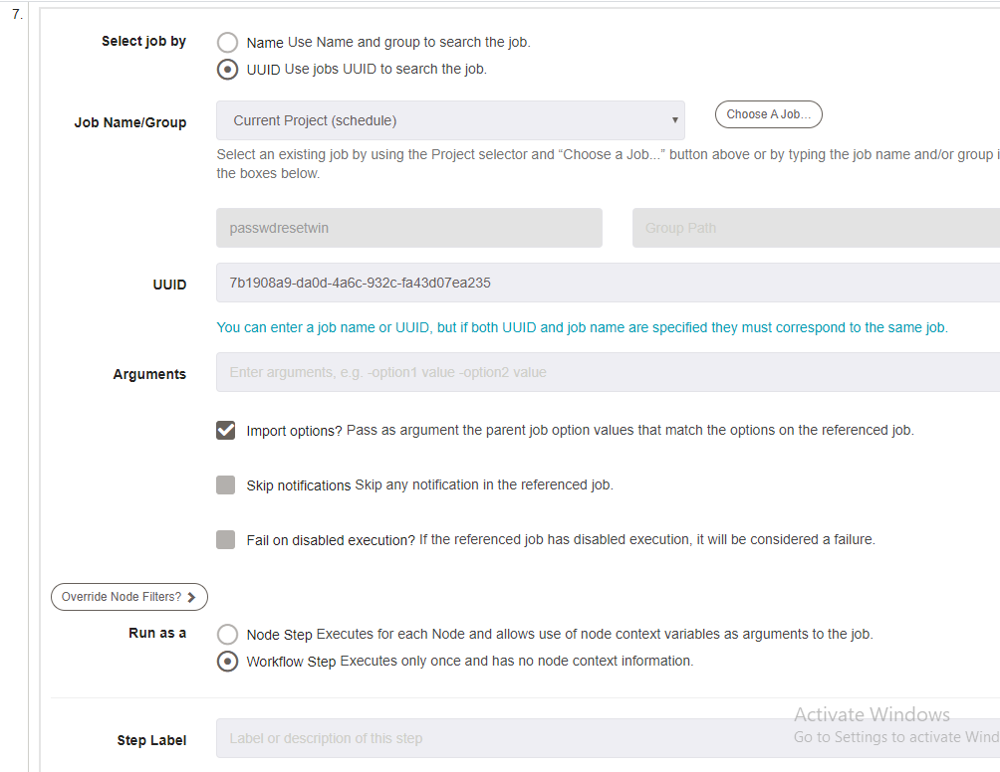 7.
Select job by
Name Use Name and group to search the job.
UUID Use jobs UUID to search the job.
Job Name/Group
Current Project (schedule)
Choose A Job...
Select an existing job by using the Project selector and “Choose a Job...” button above or by typing the job name and/or group i
the boxes below.
passwdresetwin
Group Path
UUID
7b1908a9-da0d-4a6c-932c-fa43d07ea235
You can enter a job name or UUID, but if both UUID and job name are specified they must correspond to the same job.
Arguments
Enter arguments, e.g. -option1 value -option2 value
Import options? Pass as argument the parent job option values that match the options on the referenced job.
Skip notifications Skip any notification in the referenced job.
Fail on disabled execution? If the referenced job has disabled execution, it will be considered a failure.
Override Node Filters?
Run as a
Node Step Executes for each Node and allows use of node context variables as arguments to the job.
Workflow Step Executes only once and has no node context information.
Step Label
Label or description of this step
Activate Windows
Go to Settings to activate Wind